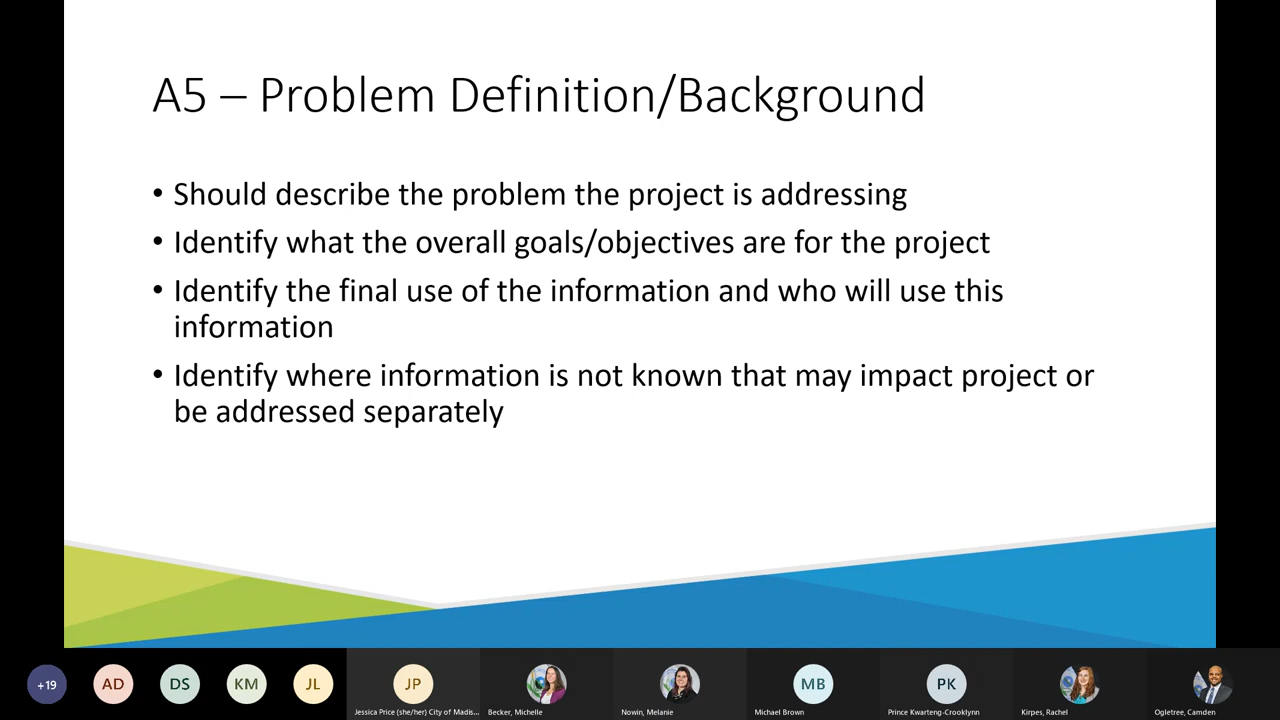 A5 – Problem Definition/Background
• Should describe the problem the project is addressing
• Identify what the overall goals/objectives are for the project
• Identify the final use of the information and who will use this
information
• Identify where information is not known that may impact project or
be addressed separately
+19
AD
DS
KM
JL
JP
MB
PK
Jessica Price (she/her) City of Madis...
Becker, Michelle
Nowin, Melanie
Michael Brown
Prince Kwarteng-Crooklynn
Kirpes, Rachel
Ogletree, Camden